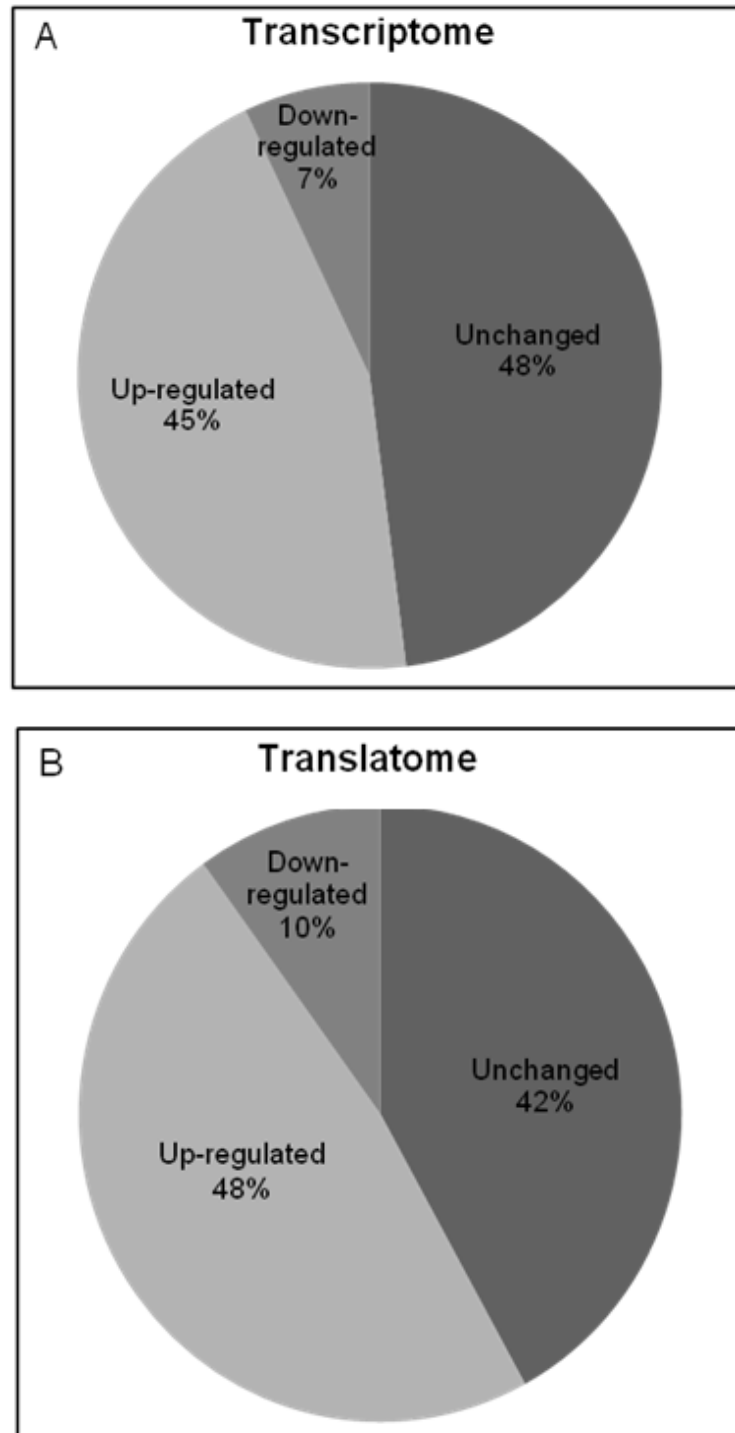 A
Transcriptome
Down-
regulated
7%
Unchanged
48%
Up-regulated
45%
B
Translatome
Down-
regulated
10%
Unchanged
42%
Up-regulated
48%